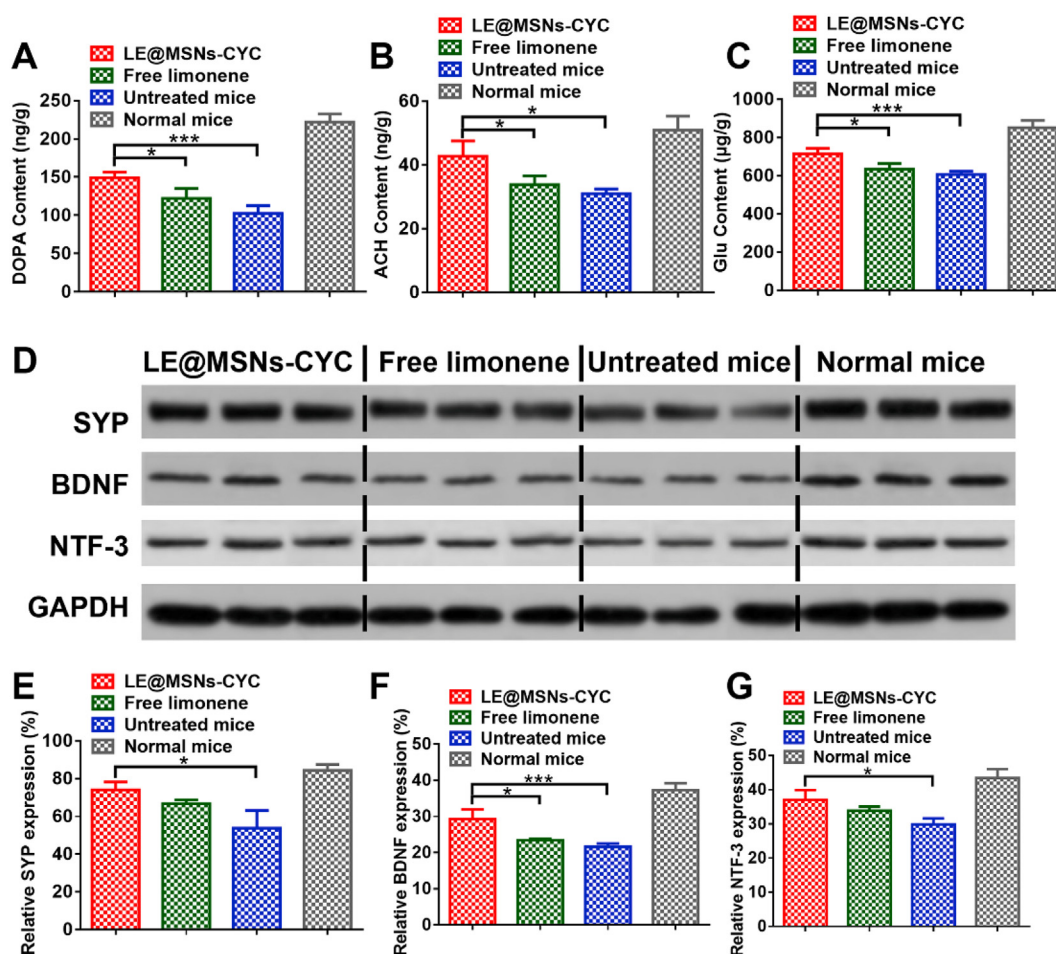 A
LE@MSNs-CYC
Free limonene
Untreated mice
Normal mice
DOPA Content (ng/g)
250
200
150
100
50
0
***
*
B
LE@MSNs-CYC
Free limonene
Untreated mice
Normal mice
ACH Content (ng/g)
60
40
20
0
*
*
C
LE@MSNs-CYC
Free limonene
Untreated mice
Normal mice
Glu Content (μg/g)
1000
800
600
400
200
0
***
*
D
LE@MSNs-CYC Free limonene Untreated mice Normal mice
SYP
BDNF
NTF-3
GAPDH
E
LE@MSNs-CYC
Free limonene
Untreated mice
Normal mice
Relative SYP expression (%)
100
80
60
40
20
0
*
F
LE@MSNs-CYC
Free limonene
Untreated mice
Normal mice
Relative BDNF expression (%)
50
40
30
20
10
0
***
*
G
LE@MSNs-CYC
Free limonene
Untreated mice
Normal mice
Relative NTF-3 expression (%)
50
40
30
20
10
0
*